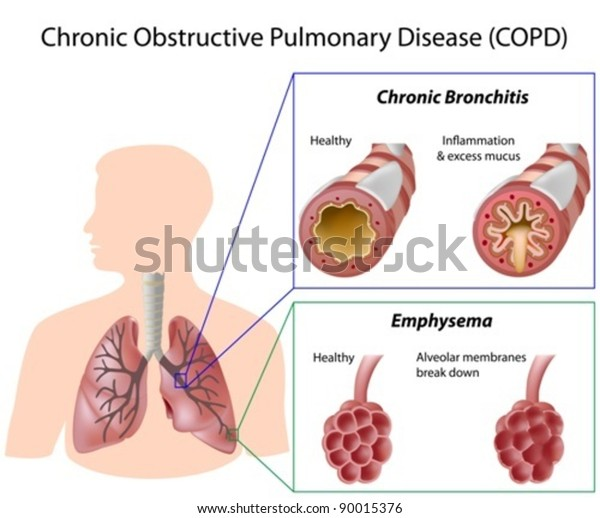 Chronic Obstructive Pulmonary Disease (COPD)
Chronic Bronchitis
Healthy
Inflammation
& excess mucus
Emphysema
Healthy
Alveolar membranes
break down
shutterstock
www.shutterstock.com · 90015376